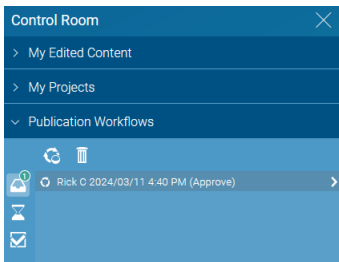 Control Room
My Edited Content
My Projects
Publication Workflows
1
Rick C 2024/03/11 4:40 PM (Approve)